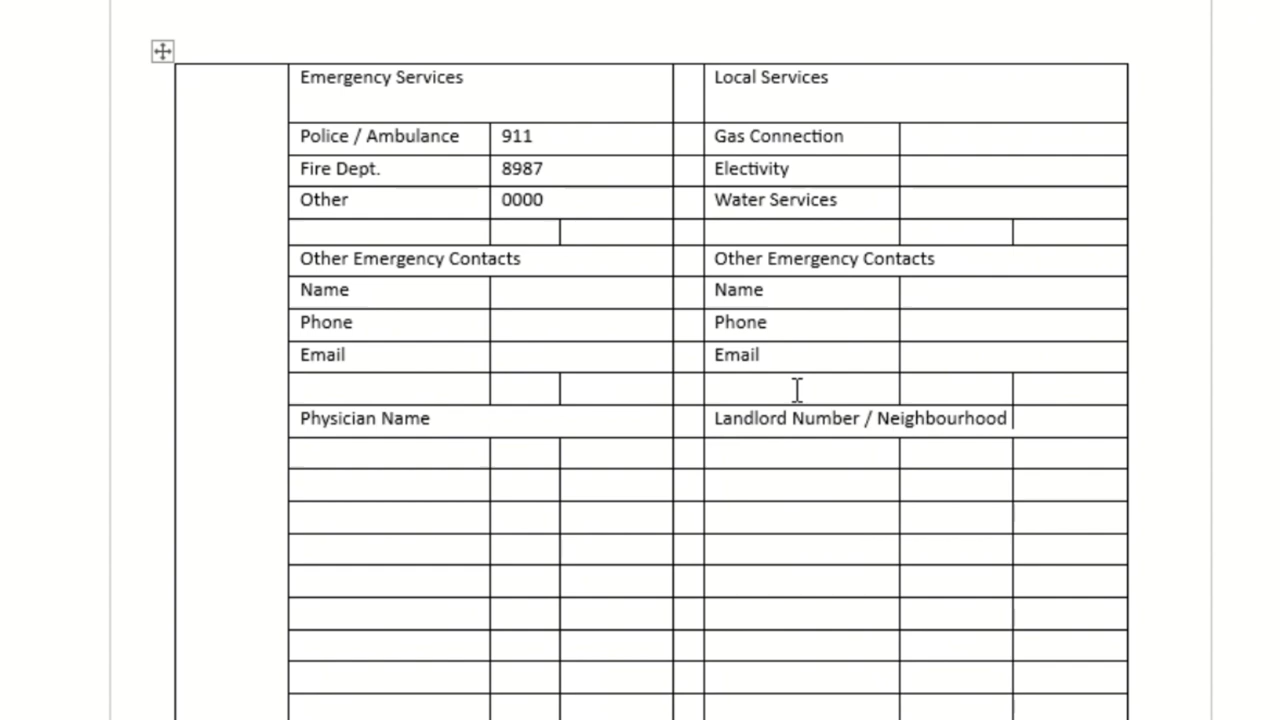 Emergency Services Local Services
Police / Ambulance 911 Gas Connection
Fire Dept. 8987 Electivity
Other 0000 Water Services
Other Emergency Contacts Other Emergency Contacts
Name Name
Phone Phone
Email Email
Physician Name Landlord Number / Neighbourhood